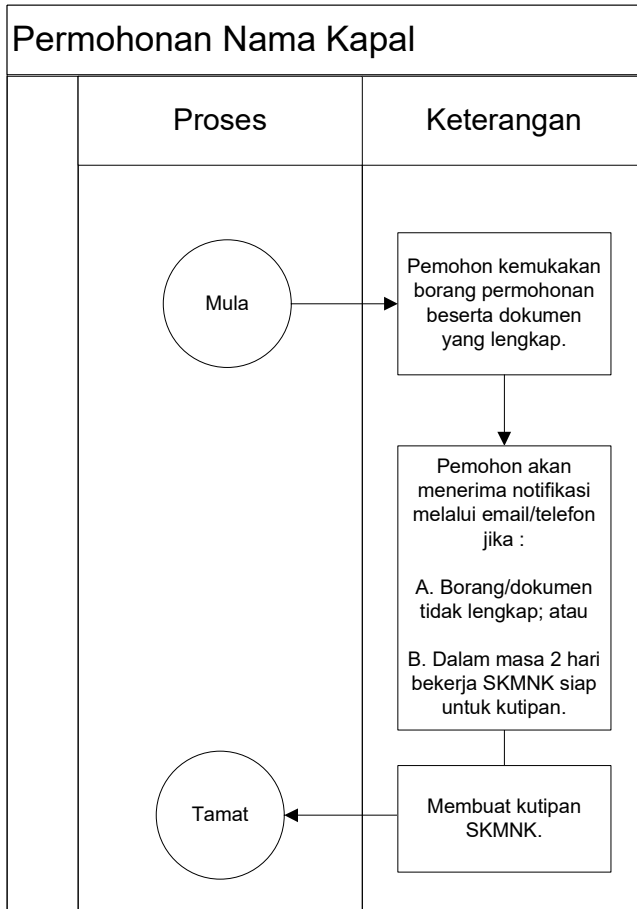 Permohonan Nama Kapal
Proses
Keterangan
Mula
Pemohon kemukakan
borang permohonan
beserta dokumen
yang lengkap.
Pemohon akan
menerima notifikasi
melalui email/telefon
jika :
A. Borang/dokumen
tidak lengkap; atau
B. Dalam masa 2 hari
bekerja SKMNK siap
untuk kutipan.
Tamat
Membuat kutipan
SKMNK.